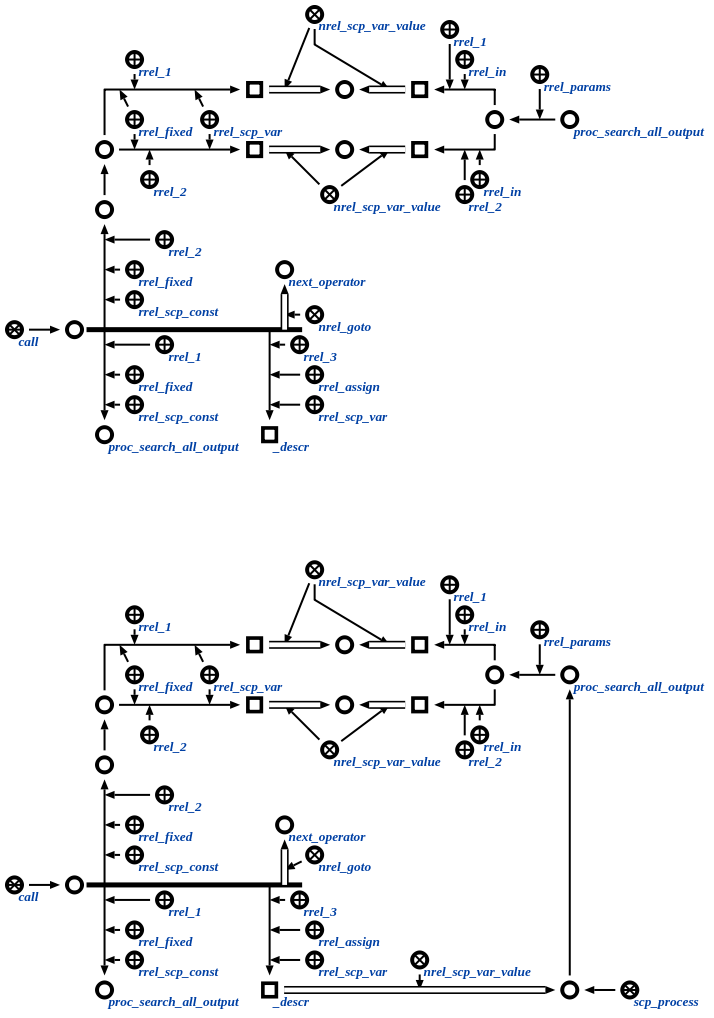 nrel_scp_var_value
rrel_1
rrel_1
rrel_in
rrel_params
rrel_fixed
rrel_scp_var
proc_search_all_output
rrel_2
rrel_in
nrel_scp_var_value
rrel_2
rrel_2
rrel_fixed
next_operator
rrel_scp_const
nrel_goto
call
rrel_1
rrel_3
rrel_fixed
rrel_assign
rrel_scp_const
rrel_scp_var
proc_search_all_output
_descr
nrel_scp_var_value
rrel_1
rrel_1
rrel_in
rrel_params
rrel_fixed
rrel_scp_var
proc_search_all_output
rrel_2
rrel_in
nrel_scp_var_value
rrel_2
rrel_2
rrel_fixed
next_operator
rrel_scp_const
nrel_goto
call
rrel_1
rrel_3
rrel_fixed
rrel_assign
rrel_scp_const
rrel_scp_var
nrel_scp_var_value
proc_search_all_output
_descr
scp_process